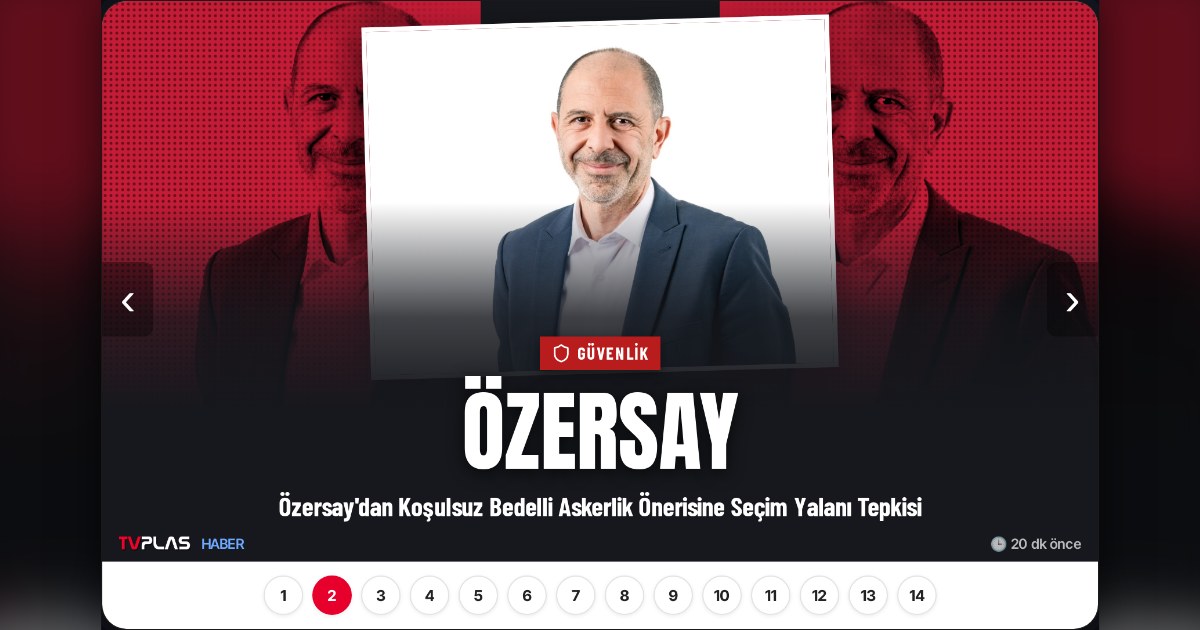 ‹
›
GÜVENLİK
ÖZERSAY
Özersay'dan Koşulsuz Bedelli Askerlik Önerisine Seçim Yalanı Tepkisi
TVPLAS HABER
20 dk önce
1 2 3 4 5 6 7 8 9 10 11 12 13 14